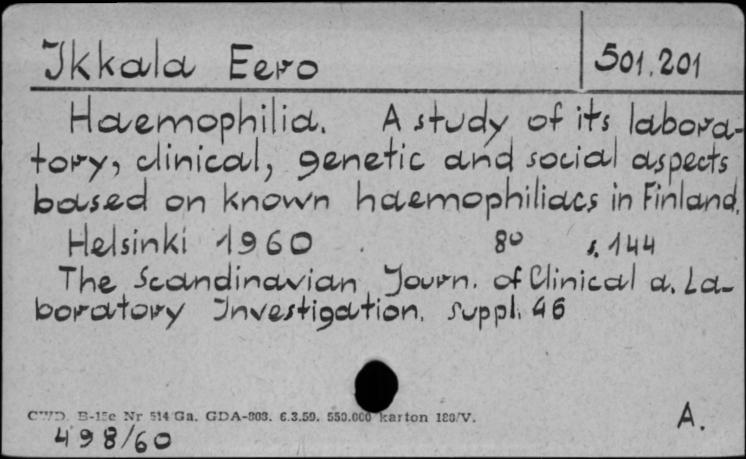 Ikkala Eero 501.201
Haemophilia. A study of its labora-
tory, clinical, genetic and social aspects
based on known haemophiliacs in Finland.
Helsinki 1960 8⁰ s. 144
The Scandinavian Journ. of Clinical a. La-
boratory Investigation. Suppl. 46
CWD. B-15c Nr 514 Ga. GDA-803. 6.3.59. 550.000 karton 180/V.
A.
498/60